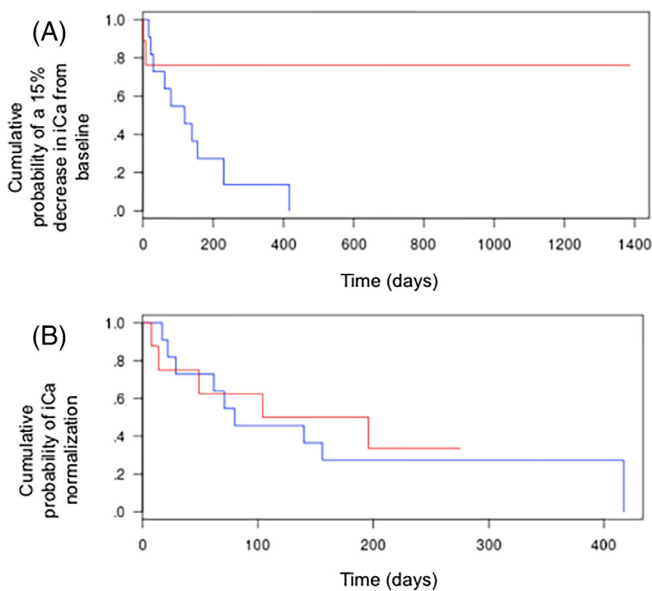 (A)
Cumulative
probability of a 15%
decrease in iCa from
baseline
1.0
.8
.6
.4
.2
.0
0 200 400 600 800 1000 1200 1400
Time (days)
(B)
Cumulative
probability of iCa
normalization
1.0
.8
.6
.4
.2
.0
0 100 200 300 400
Time (days)